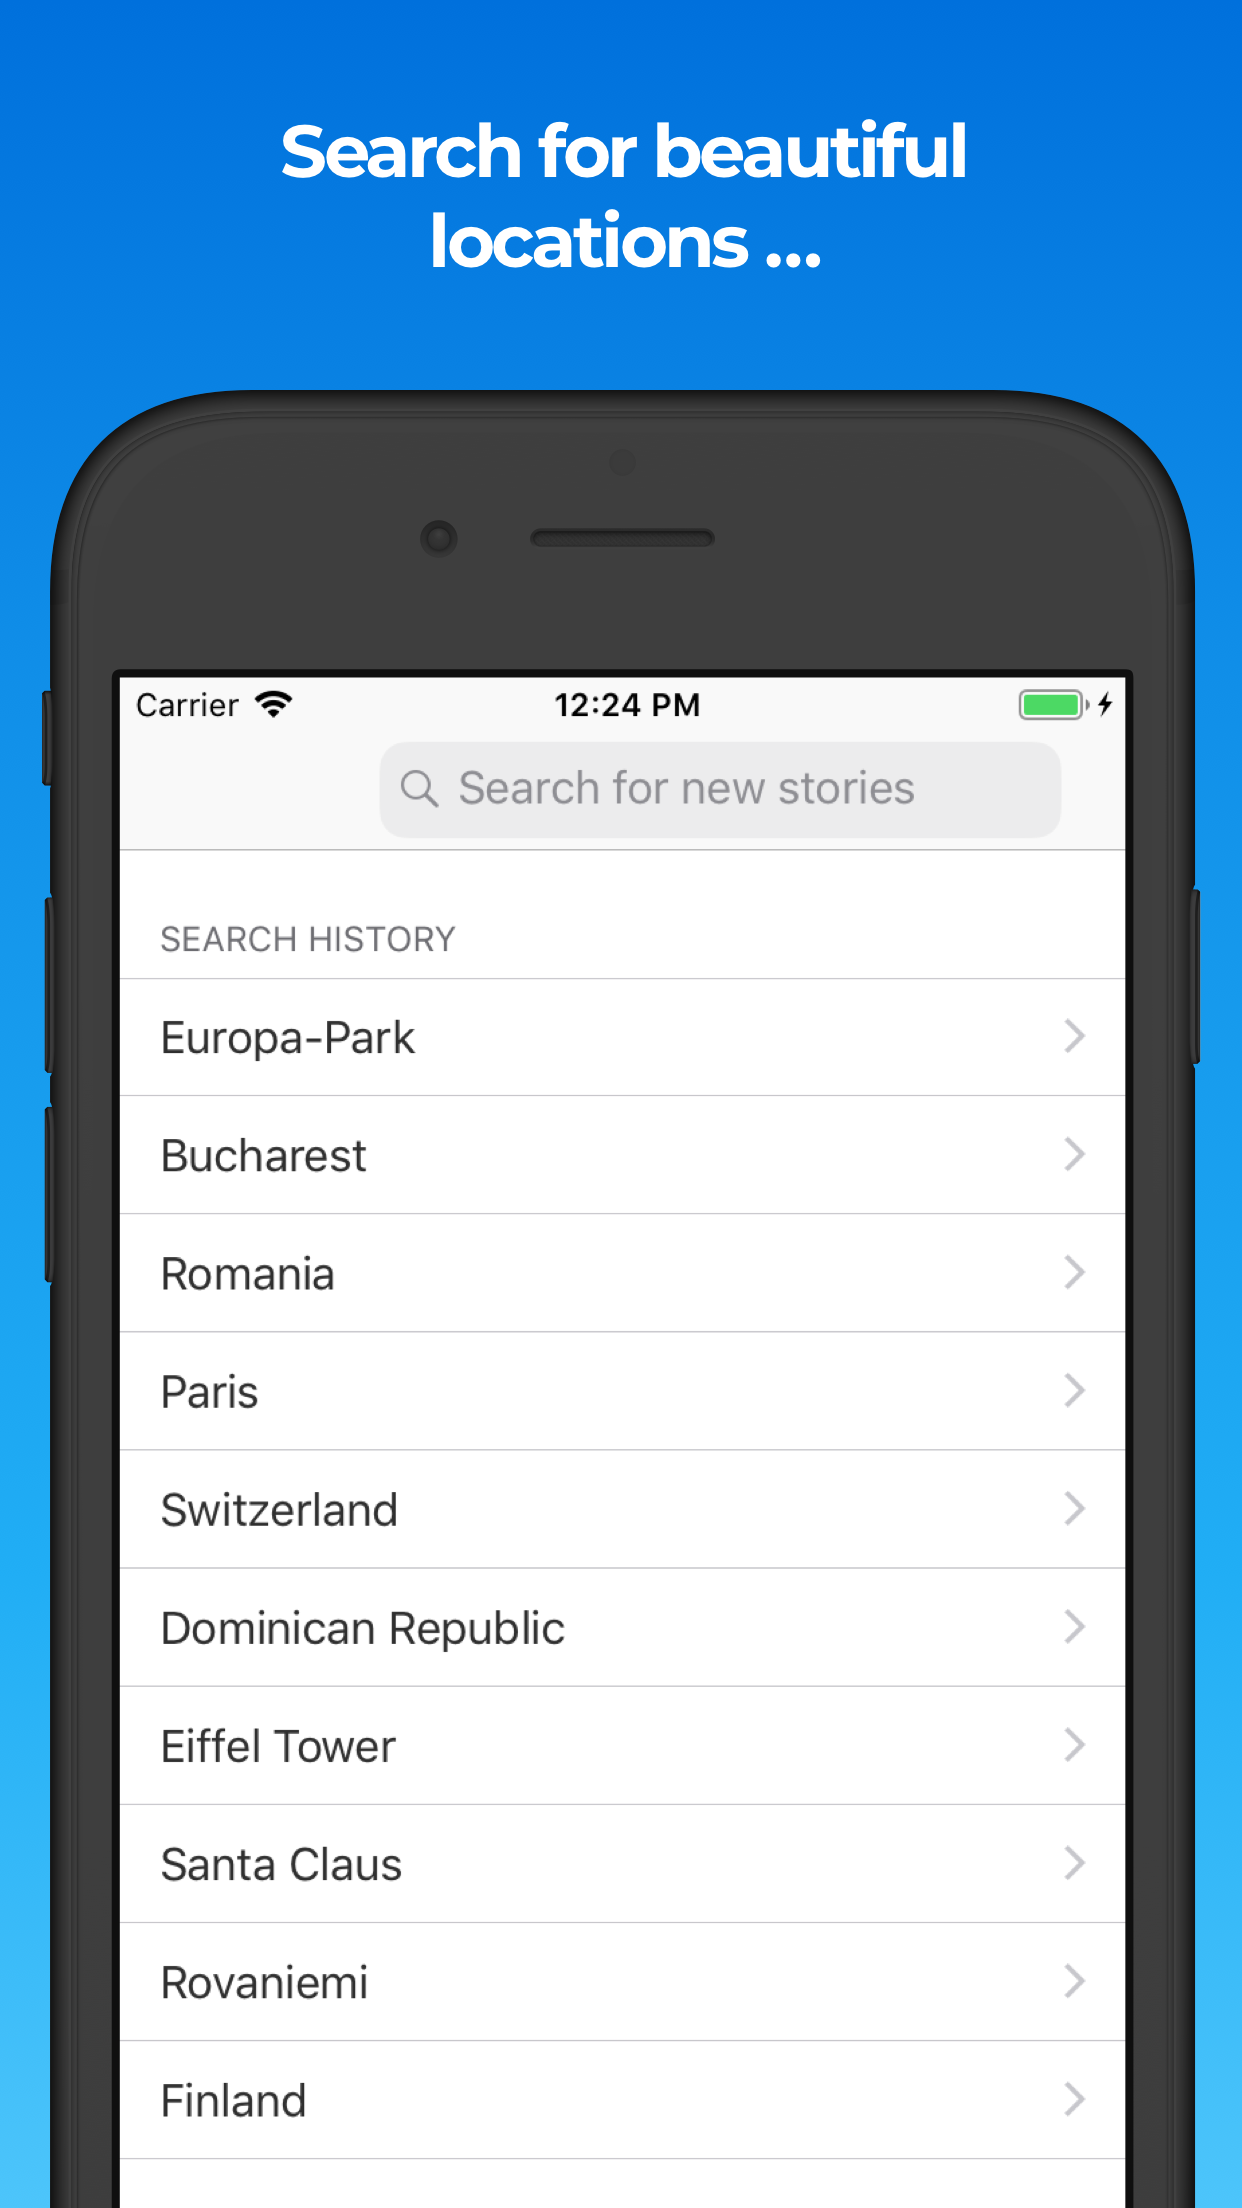 Search for beautiful
locations ...
Carrier 12:24 PM
Search for new stories
SEARCH HISTORY
Europa-Park
Bucharest
Romania
Paris
Switzerland
Dominican Republic
Eiffel Tower
Santa Claus
Rovaniemi
Finland